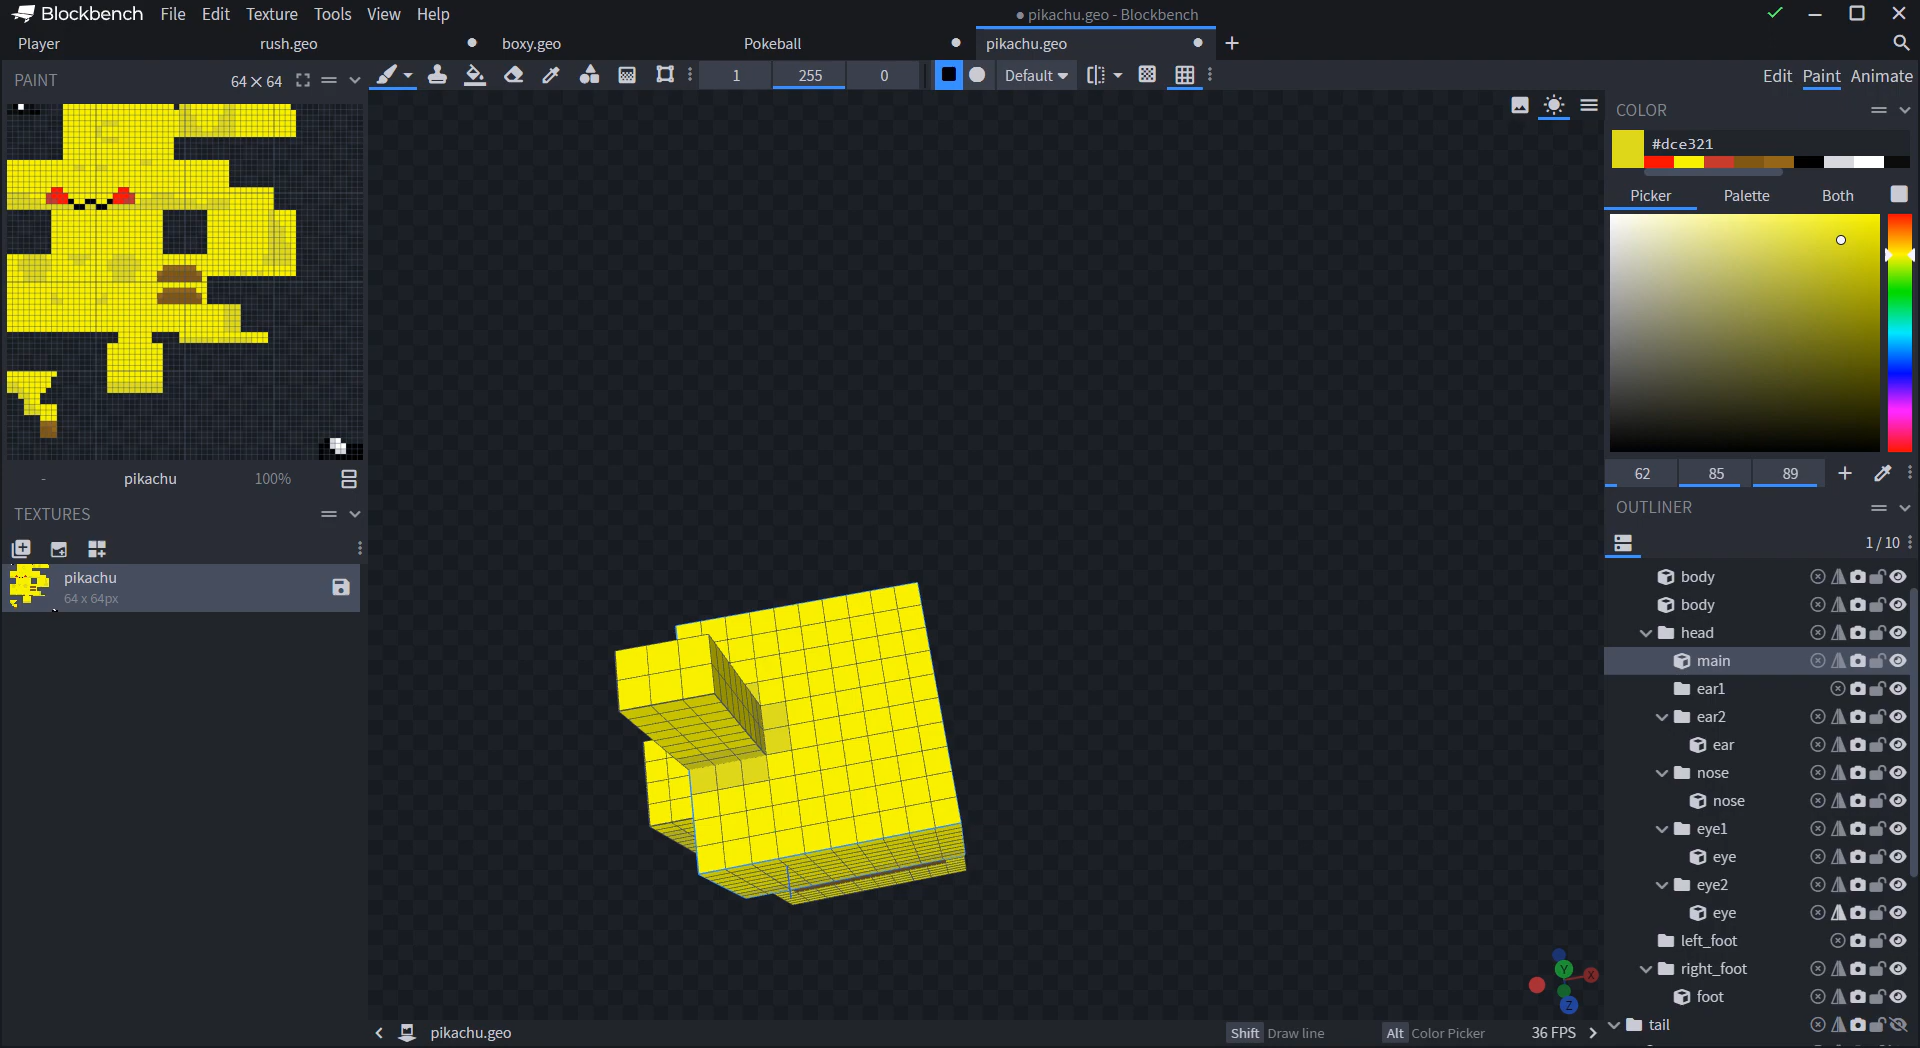 Blockbench File Edit Texture Tools View Help
pikachu.geo - Blockbench
Player rush.geo boxy.geo Pokeball pikachu.geo
PAINT 64×64
1 255 0 Default
Edit Paint Animate
COLOR
#dce321
Picker Palette Both
62 85 89
pikachu 100%
TEXTURES
pikachu
64 x 64px
OUTLINER
1 / 10
body
body
head
main
ear1
ear2
ear
nose
nose
eye1
eye
eye2
eye
left_foot
right_foot
foot
tail
Y
X
Z
pikachu.geo
Shift Draw line Alt Color Picker 36 FPS